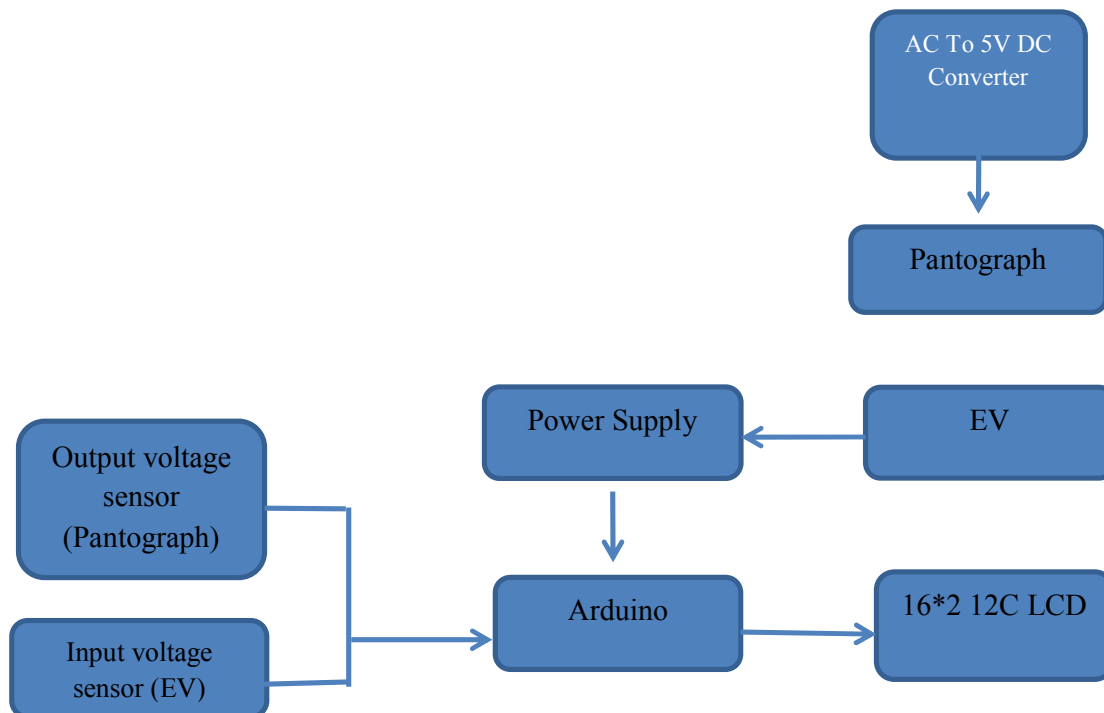 AC To 5V DC
Converter
Pantograph
Power Supply
EV
Output voltage
sensor
(Pantograph)
Arduino
16*2 12C LCD
Input voltage
sensor (EV)